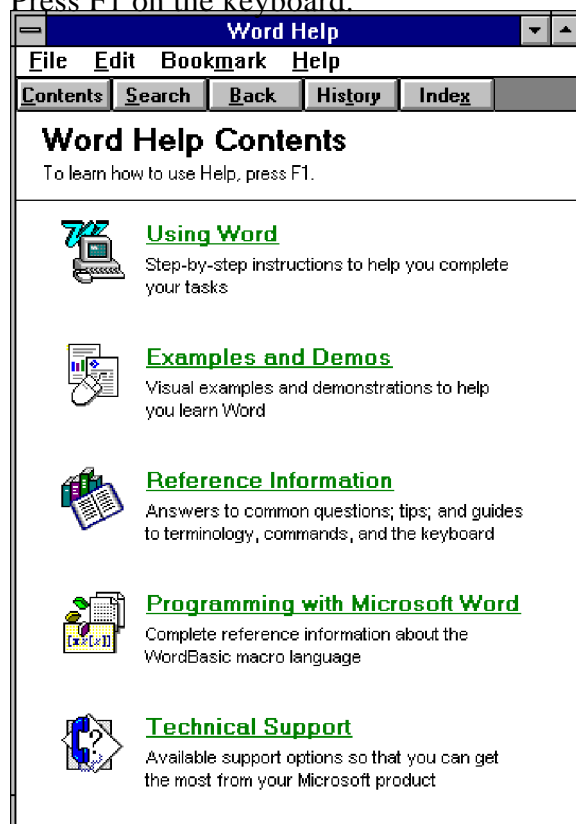 Press F1 on the keyboard.
Word Help
File Edit Bookmark Help
Contents Search Back History Index
Word Help Contents
To learn how to use Help, press F1.
Using Word
Step-by-step instructions to help you complete
your tasks
Examples and Demos
Visual examples and demonstrations to help
you learn Word
Reference Information
Answers to common questions; tips; and guides
to terminology, commands, and the keyboard
Programming with Microsoft Word
Complete reference information about the
WordBasic macro language
Technical Support
Available support options so that you can get
the most from your Microsoft product